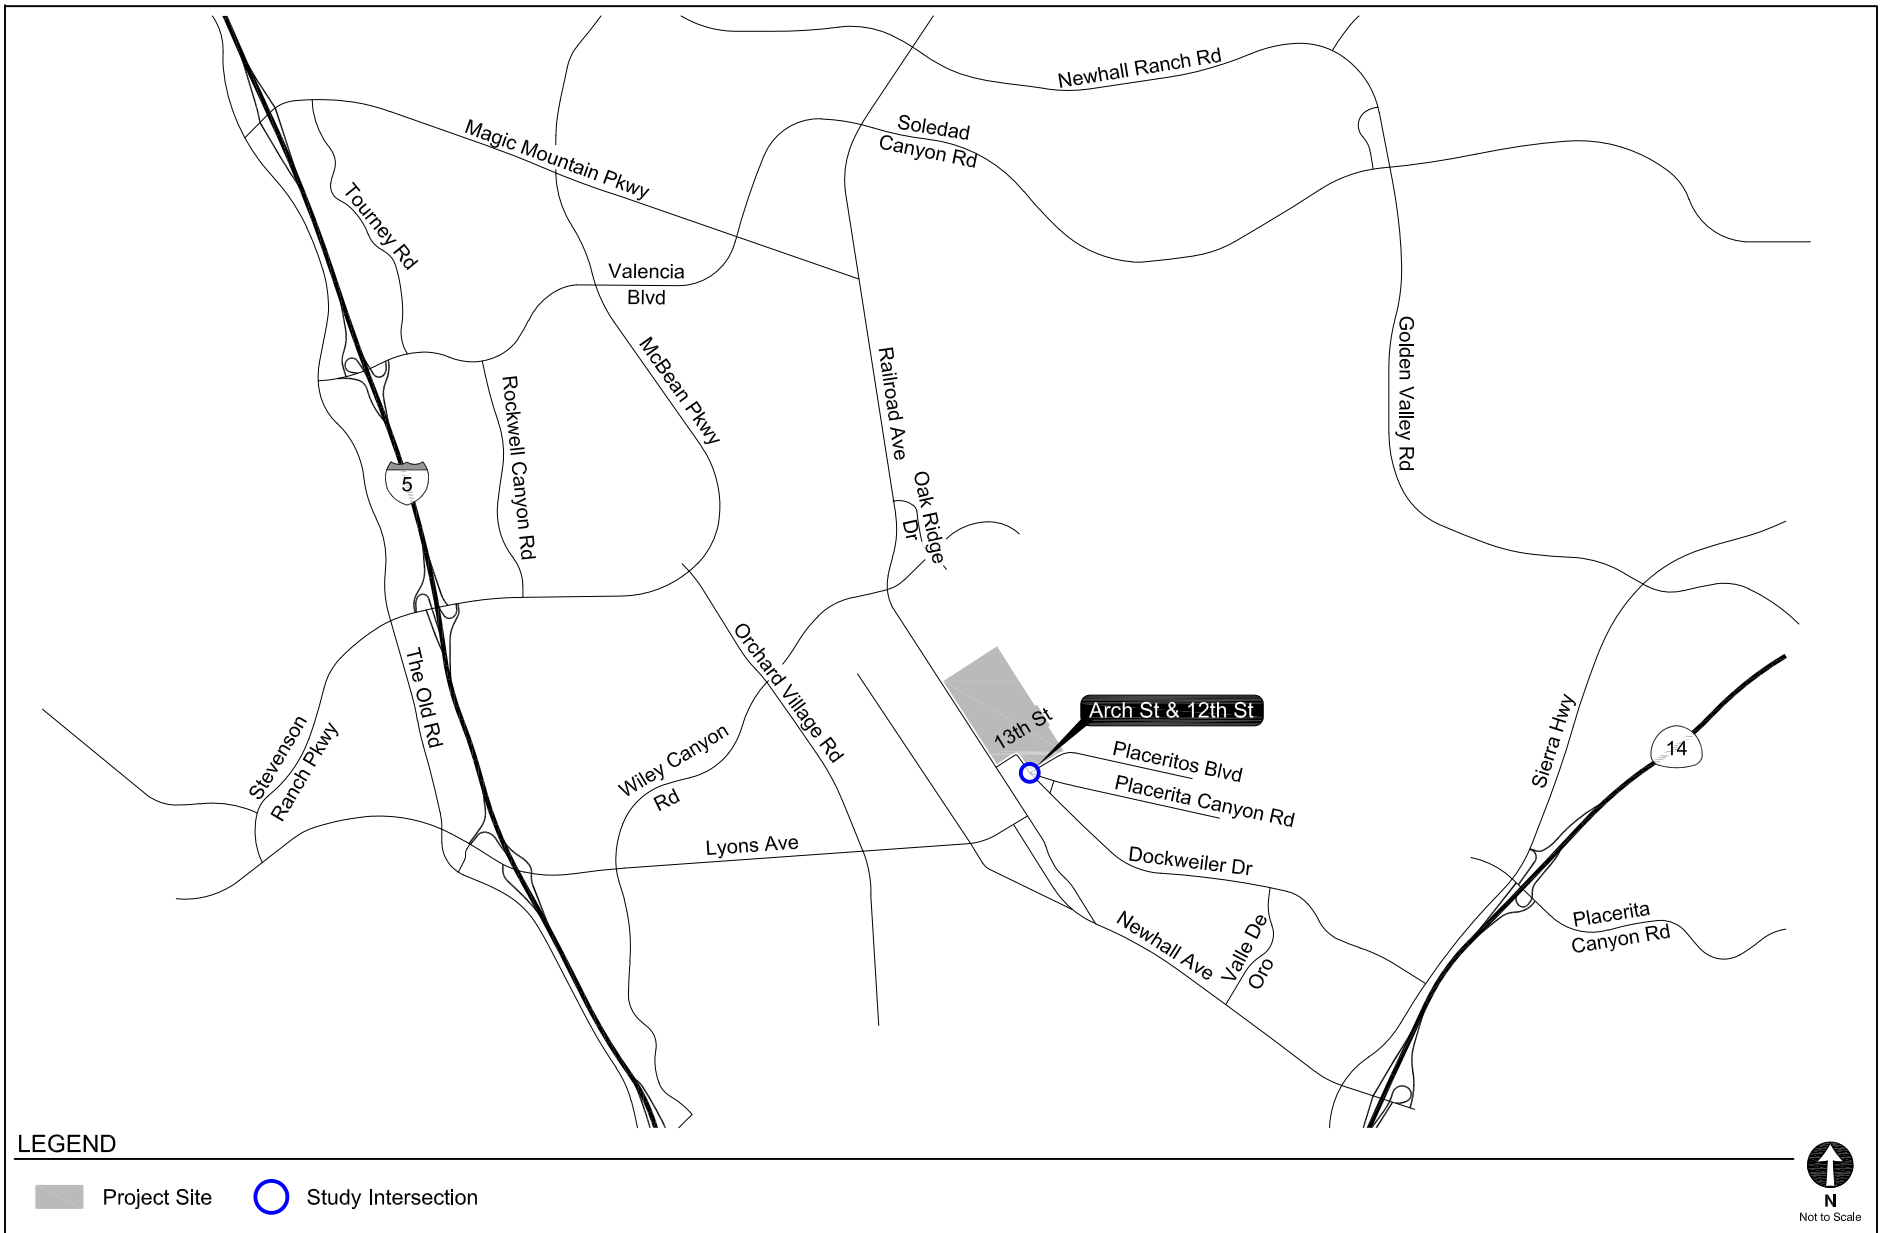 Newhall Ranch Rd
Soledad
Canyon Rd
Magic Mountain Pkwy
Tourney Rd
Valencia
Blvd
McBean Pkwy
Railroad Ave
Golden Valley Rd
Rockwell Canyon Rd
5
Oak Ridge
Dr
Orchard Village Rd
The Old Rd
Stevenson
Ranch Pkwy
Wiley Canyon
Rd
13th St
Arch St & 12th St
Placeritos Blvd
Placerita Canyon Rd
Sierra Hwy
14
Lyons Ave
Dockweiler Dr
Newhall Ave
Valle De
Oro
Placerita
Canyon Rd
LEGEND
Project Site
Study Intersection
N
Not to Scale